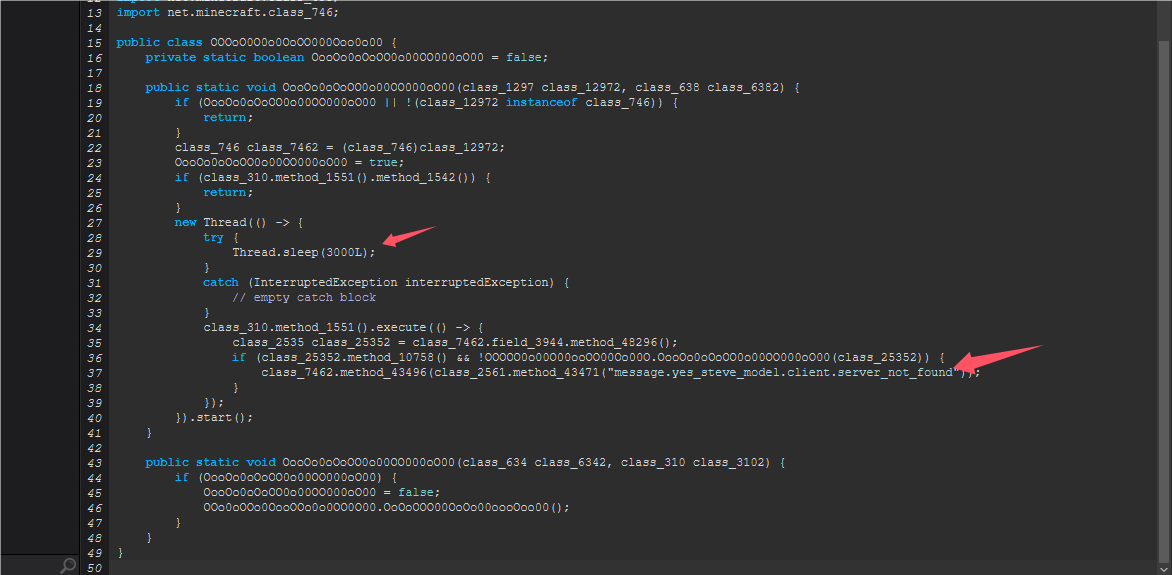 13 import net.minecraft.class_746;
14
15 public class OOOoOOOOoOOoOOOOOOooOoOO {
16 private static boolean OooOoOoOoOOOoOOOOOOOoOOO = false;
17
18 public static void OooOoOoOoOOOoOOOOOOOoOOO(class_1297 class_12972, class_638 class_6382) {
19 if (OooOoOoOoOOOoOOOOOOOoOOO || !(class_12972 instanceof class_746)) {
20 return;
21 }
22 class_746 class_7462 = (class_746)class_12972;
23 OooOoOoOoOOOoOOOOOOOoOOO = true;
24 if (class_310.method_1551().method_1542()) {
25 return;
26 }
27 new Thread(() -> {
28 try {
29 Thread.sleep(3000L);
30 }
31 catch (InterruptedException interruptedException) {
32 // empty catch block
33 }
34 class_310.method_1551().execute(() -> {
35 class_2535 class_25352 = class_7462.field_3944.method_48296();
36 if (class_25352.method_10758() && !OOOOOOoOOOOOooOOOOOOoOOO.OooOoOoOoOOOoOOOOOOOoOOO(class_25352)) {
37 class_7462.method_43496(class_2561.method_43471("message.yes_steve_model.client.server_not_found"));
38 }
39 });
40 }).start();
41 }
42
43 public static void OooOoOoOoOOOoOOOOOOOoOOO(class_634 class_6342, class_310 class_3102) {
44 if (OooOoOoOoOOOoOOOOOOOoOOO) {
45 OooOoOoOoOOOoOOOOOOOoOOO = false;
46 OOoOoOOoOOooOOoOoOOOOOOO.OoOoOOOOOOoOoOooooOooOO();
47 }
48 }
49 }
50